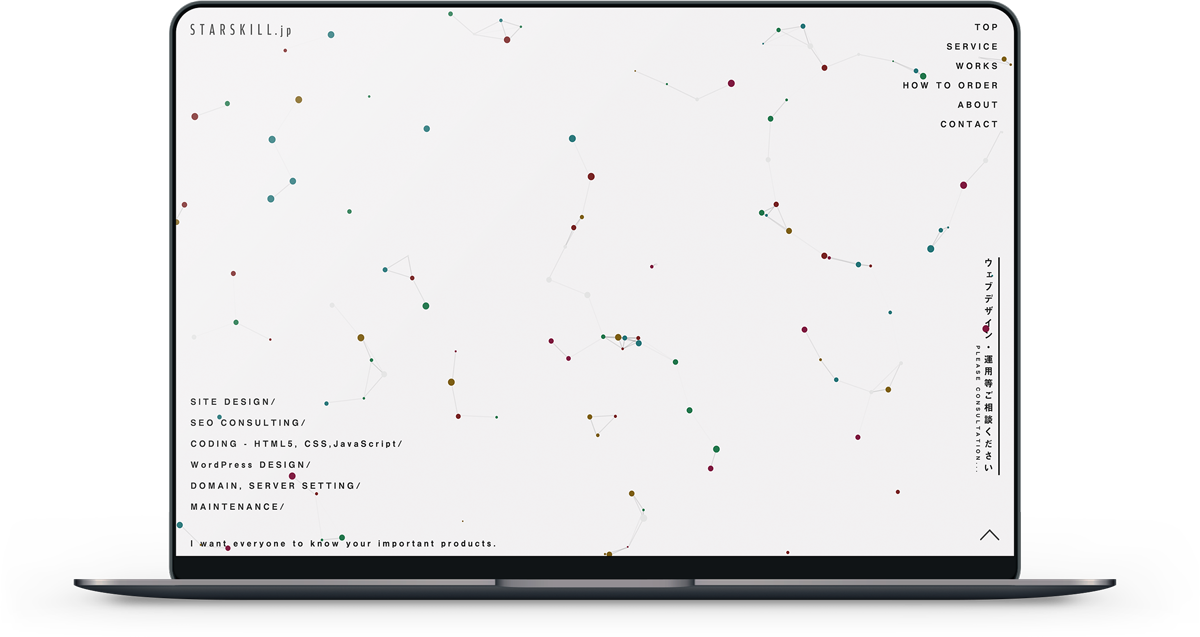 STARSKILL.jp
TOP
SERVICE
WORKS
HOW TO ORDER
ABOUT
CONTACT
ウェブデザイン・運用等ご相談ください
PLEASE CONSULTATION...
SITE DESIGN/
SEO CONSULTING/
CODING - HTML5, CSS,JavaScript/
WordPress DESIGN/
DOMAIN, SERVER SETTING/
MAINTENANCE/
I want everyone to know your important products.